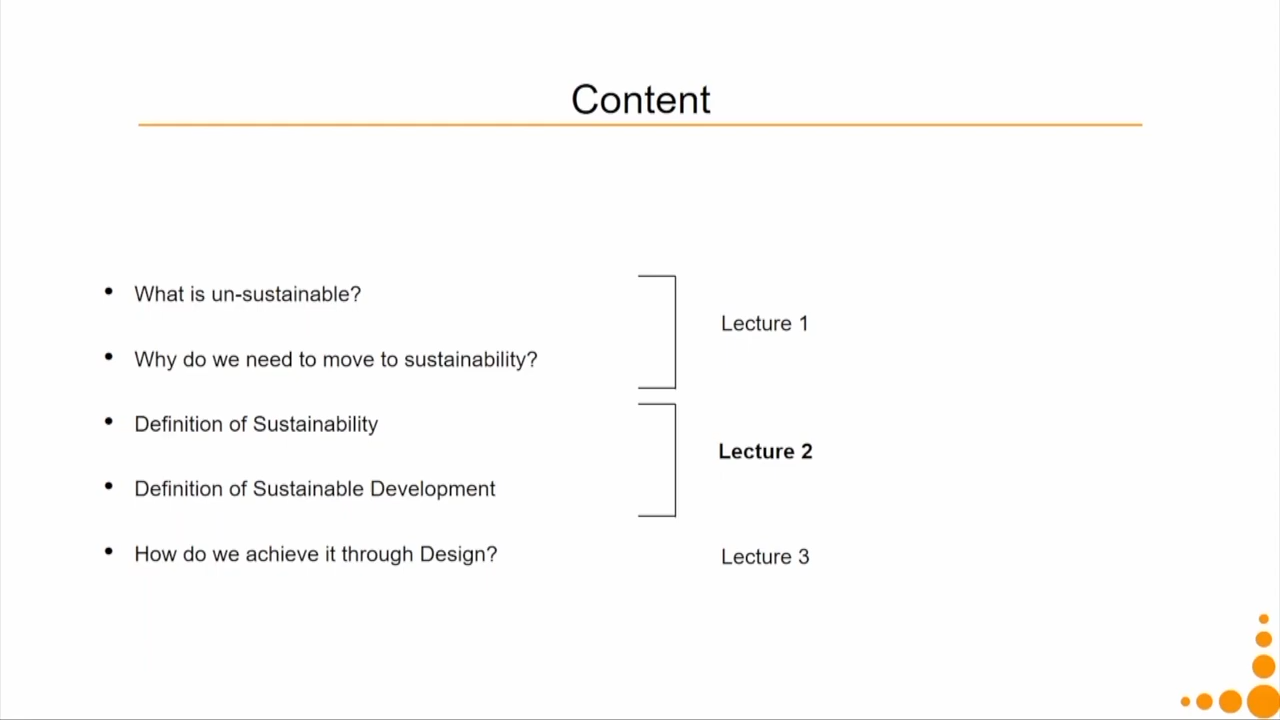 Content
What is un-sustainable?
Why do we need to move to sustainability?
Lecture 1
Definition of Sustainability
Definition of Sustainable Development
Lecture 2
How do we achieve it through Design?
Lecture 3